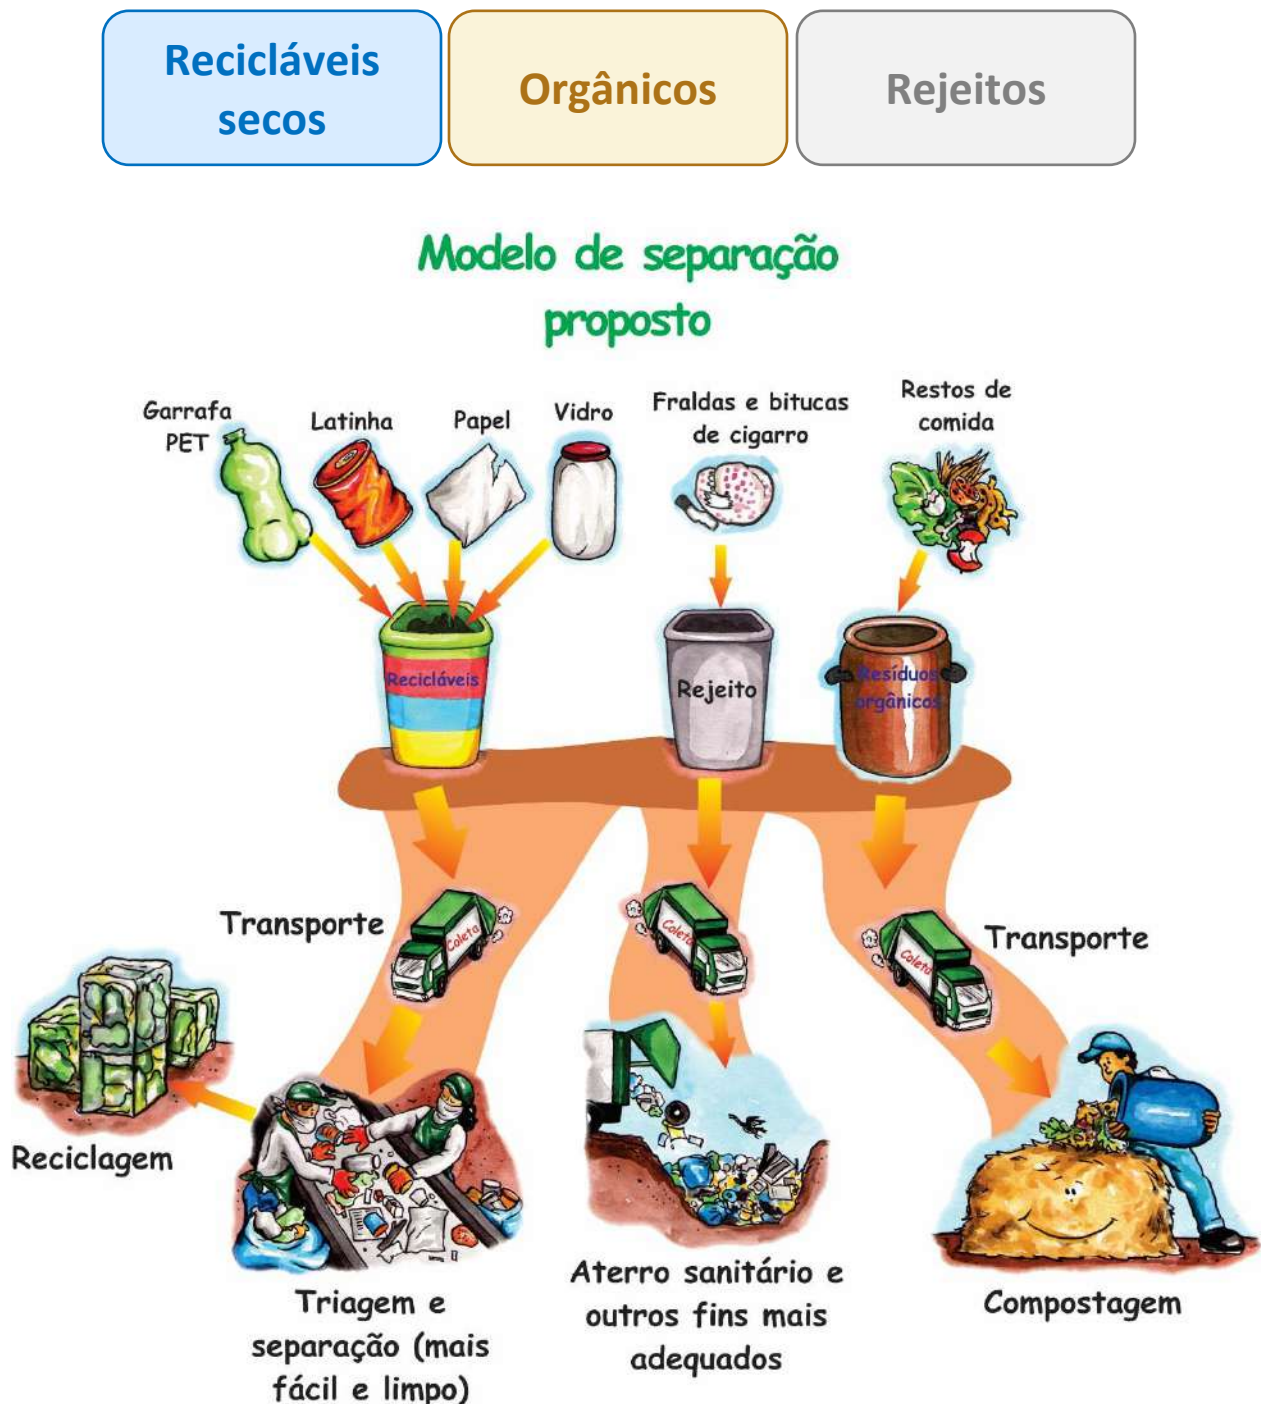 Recicláveis
secos
Orgânicos
Rejeitos
Modelo de separação
proposto
Garrafa
PET
Latinha
Papel
Vidro
Fraldas e bitucas
de cigarro
Restos de
comida
Recicláveis
Rejeito
Resíduos
orgânicos
Transporte
Coleta
Coleta
Coleta
Transporte
Reciclagem
Triagem e
separação (mais
fácil e limpo)
Aterro sanitário e
outros fins mais
adequados
Compostagem